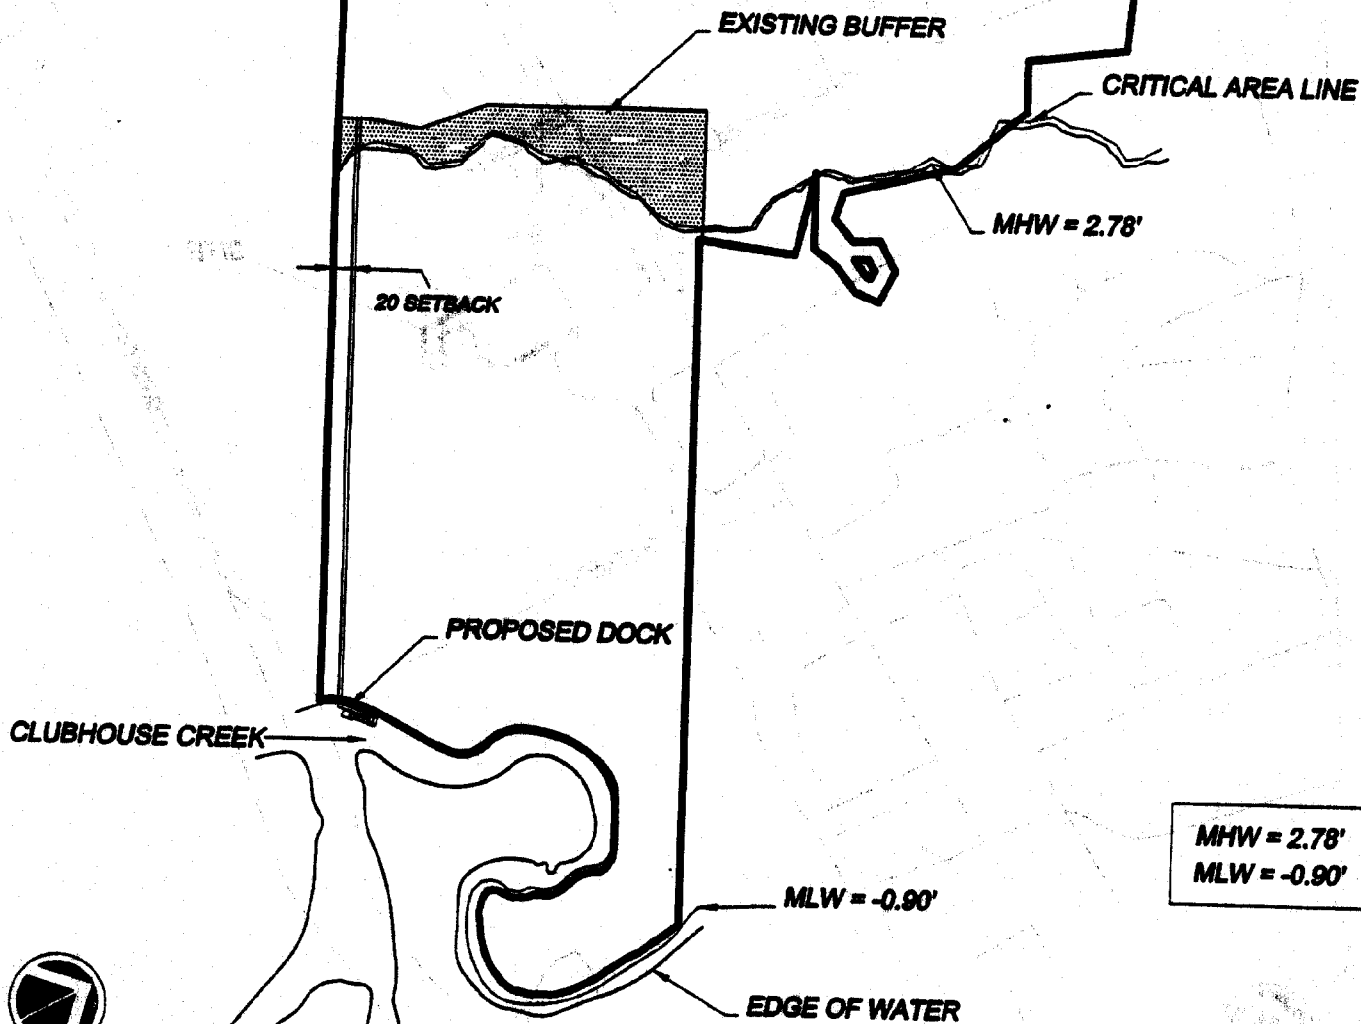 EXISTING BUFFER
CRITICAL AREA LINE
MHW = 2.78'
20 SETBACK
PROPOSED DOCK
CLUBHOUSE CREEK
MHW = 2.78'
MLW = -0.90'
MLW = -0.90'
EDGE OF WATER